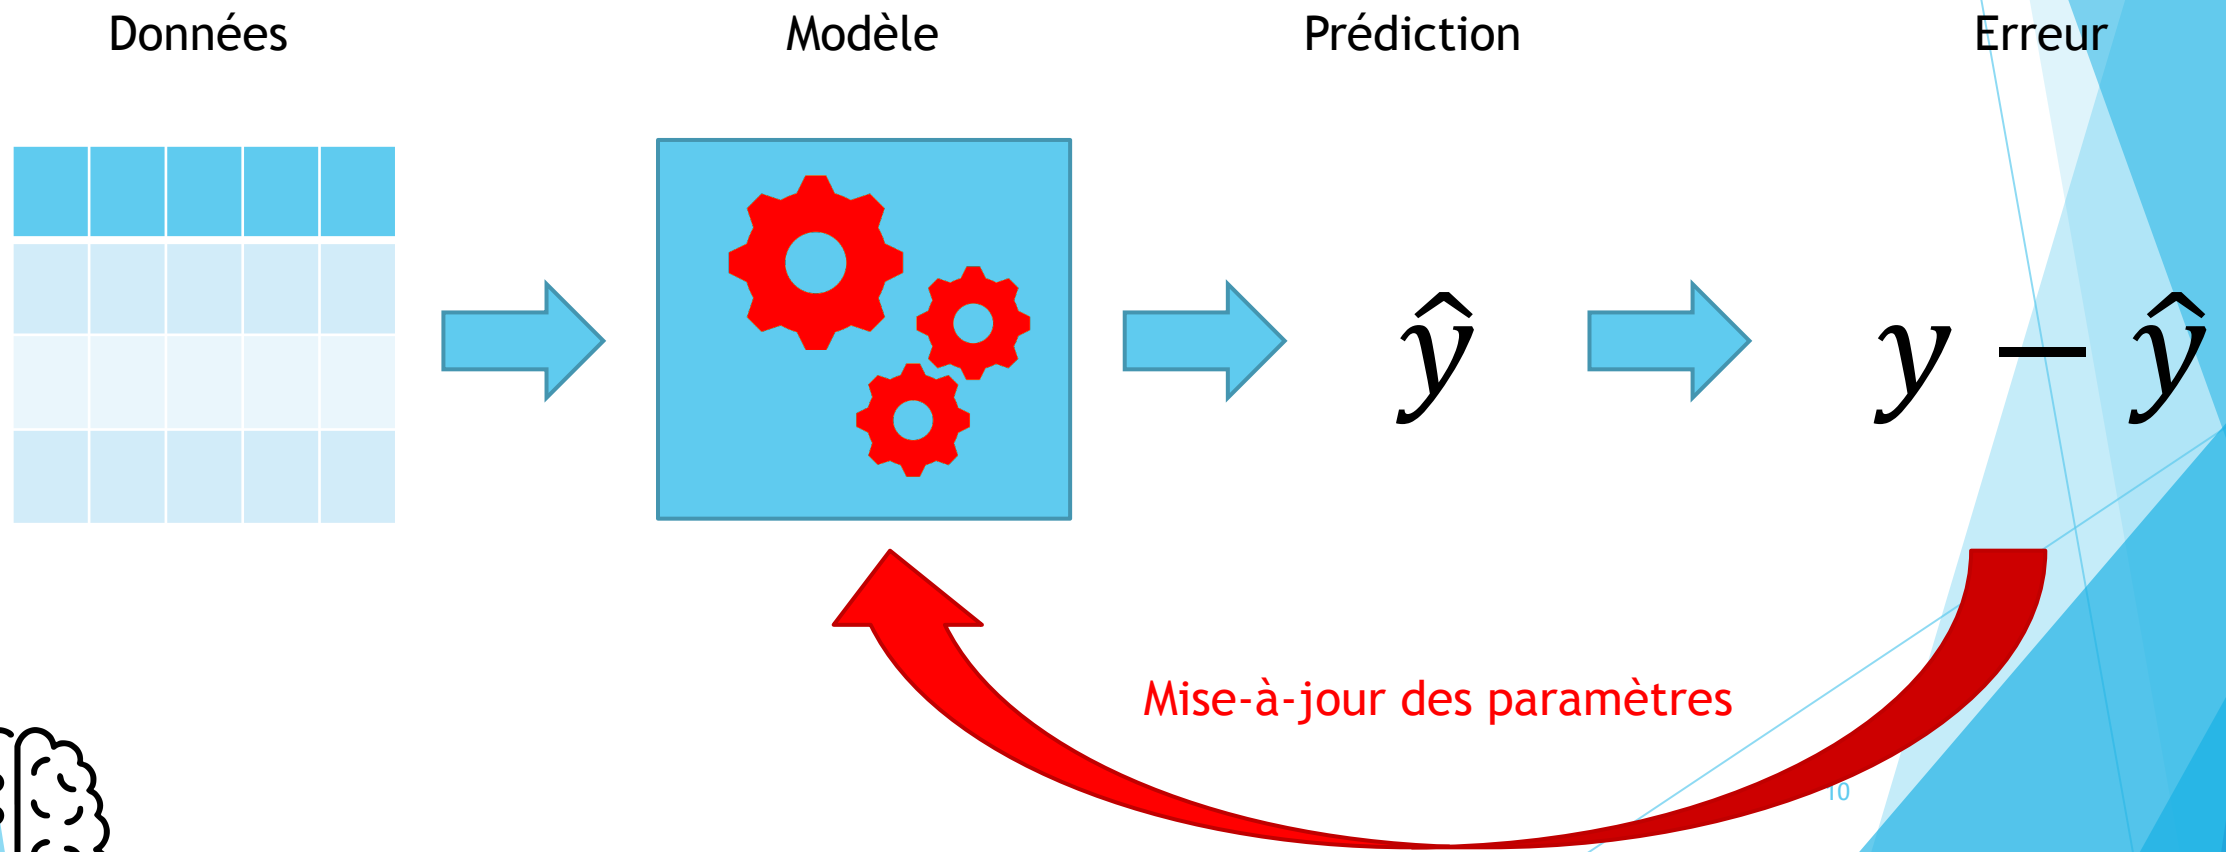 Données
Modèle
Prédiction
Erreur
ŷ
y − ŷ
Mise-à-jour des paramètres
10